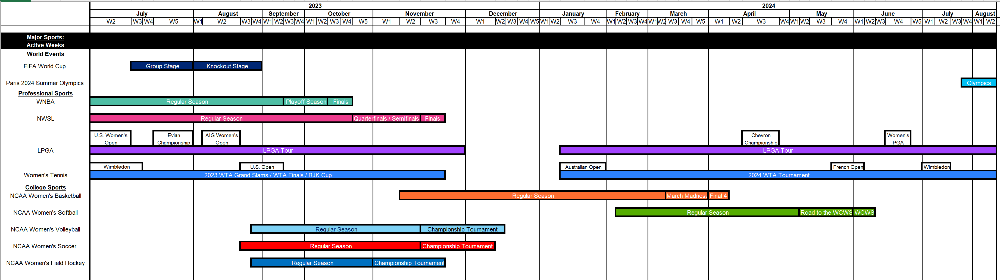 2023 2024
July August September October November December January February March April May June July August
W2 W3 W4 W5 W1 W2 W3 W4 W1 W2 W3 W4 W1 W2 W3 W4 W5 W1 W2 W3 W4 W1 W2 W3 W4 W5 W1 W2 W3 W4 W1 W2 W3 W4 W1 W2 W3 W4 W5 W1 W2 W3 W4 W1 W2 W3 W4 W1 W2 W3 W4 W5 W1 W2 W3 W4 W1 W2
Major Sports:
Active Weeks
World Events
FIFA World Cup Group Stage Knockout Stage
Paris 2024 Summer Olympics Olympics
Professional Sports
WNBA Regular Season Playoff Season Finals
NWSL Regular Season Quarterfinals / Semifinals Finals
U.S. Women's Evian AIG Women's Chevron Women's
Open Championship Open Championship PGA
LPGA LPGA Tour LPGA Tour
Wimbledon U.S. Open Australian Open French Open Wimbledon
Women's Tennis 2023 WTA Grand Slams / WTA Finals / BJK Cup 2024 WTA Tournament
College Sports
NCAA Women's Basketball Regular Season March Madness Final 4
NCAA Women's Softball Regular Season Road to the WCWS WCWS
NCAA Women's Volleyball Regular Season Championship Tournament
NCAA Women's Soccer Regular Season Championship Tournament
NCAA Women's Field Hockey Regular Season Championship Tournament